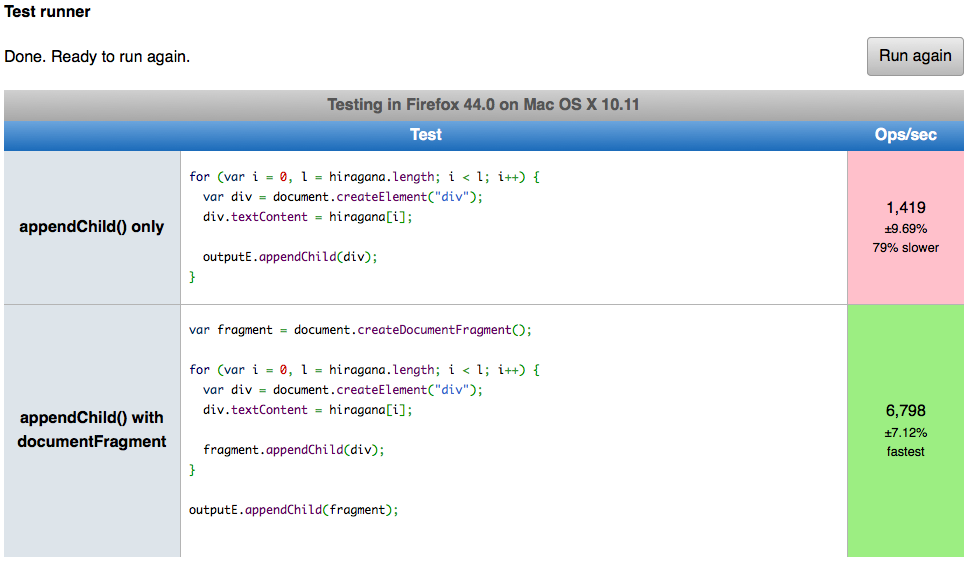 Test runner
Done. Ready to run again.
Run again
Testing in Firefox 44.0 on Mac OS X 10.11
Test
Ops/sec
appendChild() only
for (var i = 0, l = hiragana.length; i < l; i++) {
  var div = document.createElement("div");
  div.textContent = hiragana[i];
  outputE.appendChild(div);
}
1,419
±9.69%
79% slower
appendChild() with
documentFragment
var fragment = document.createDocumentFragment();
for (var i = 0, l = hiragana.length; i < l; i++) {
  var div = document.createElement("div");
  div.textContent = hiragana[i];
  fragment.appendChild(div);
}
outputE.appendChild(fragment);
6,798
±7.12%
fastest